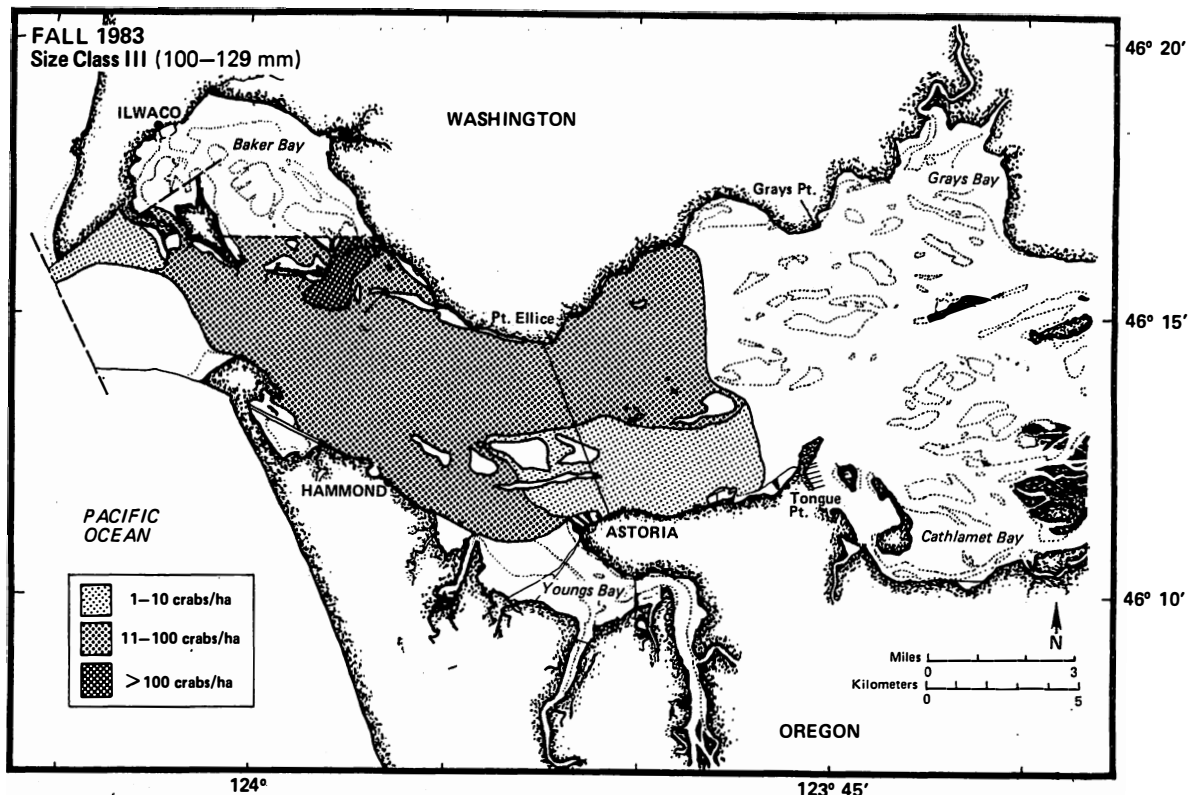 FALL 1983
Size Class III (100–129 mm)
46° 20'
ILWACO
WASHINGTON
Baker Bay
Grays Pt.
Grays Bay
Pt. Ellice
46° 15'
HAMMOND
Tongue
Pt.
PACIFIC
OCEAN
ASTORIA
Cathlamet Bay
1–10 crabs/ha
Youngs Bay
46° 10'
11–100 crabs/ha
N
>100 crabs/ha
Miles
0 3
Kilometers
0 5
OREGON
124°
123° 45'